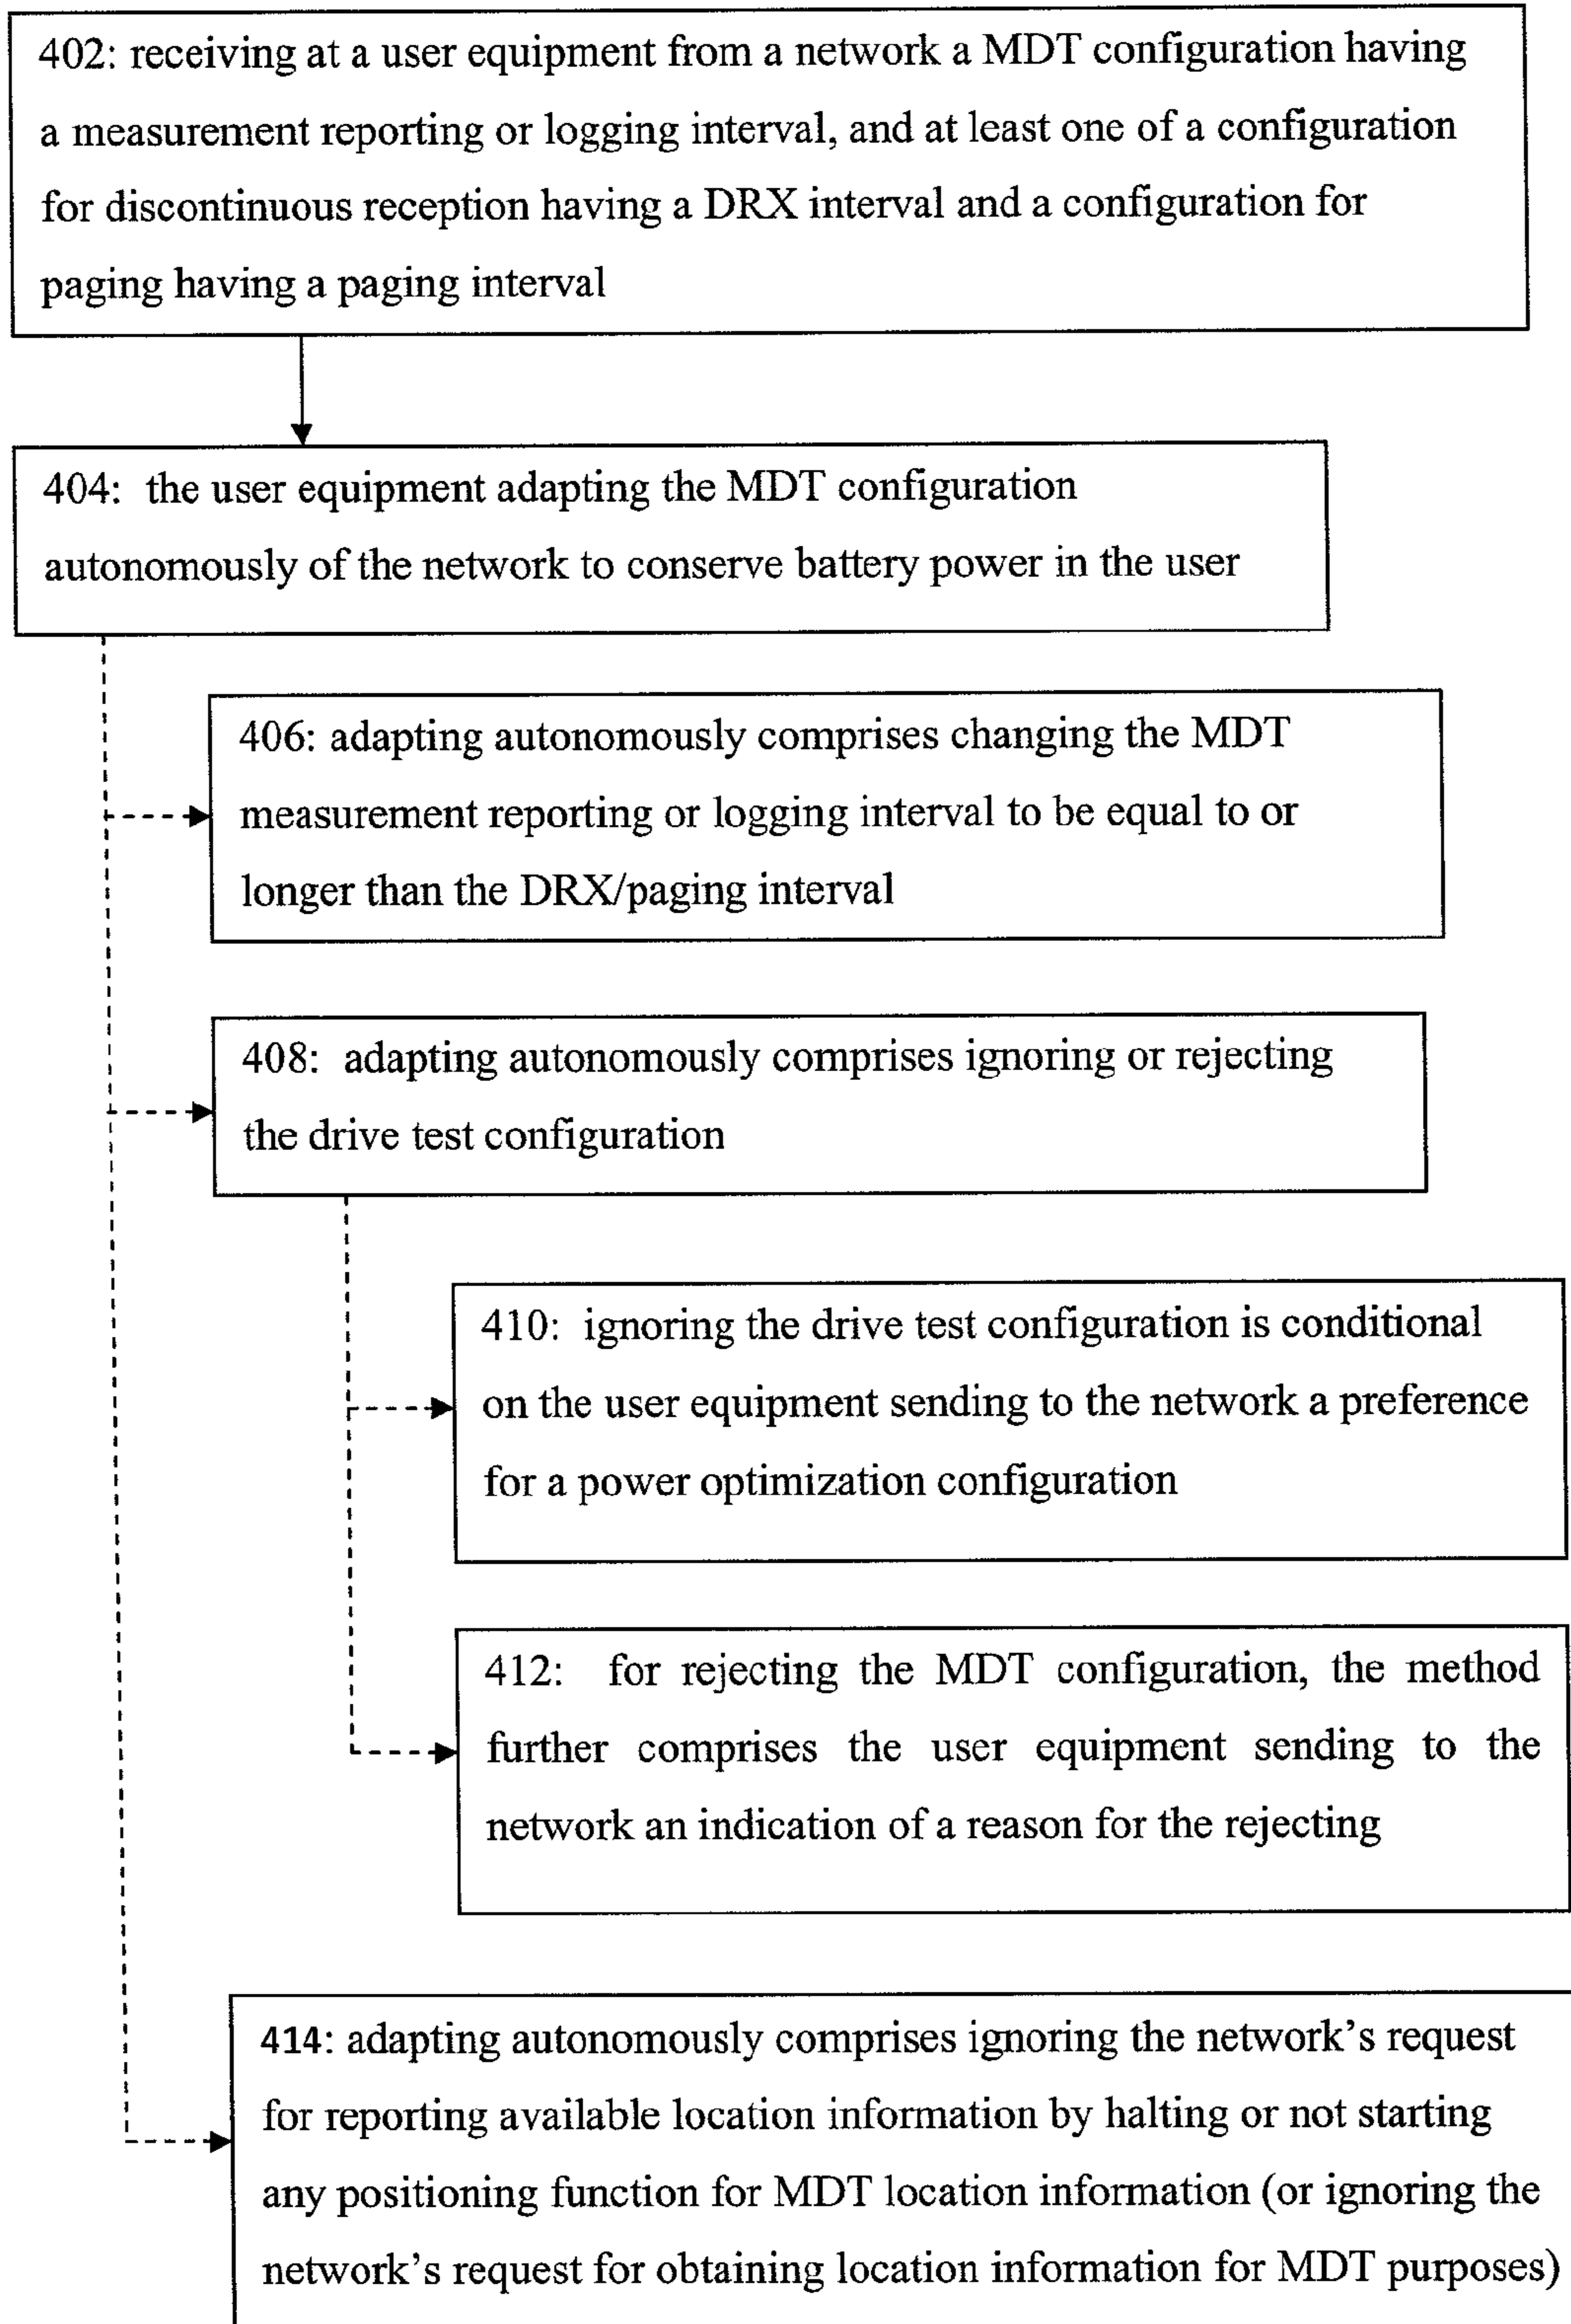 402: receiving at a user equipment from a network a MDT configuration having
a measurement reporting or logging interval, and at least one of a configuration
for discontinuous reception having a DRX interval and a configuration for
paging having a paging interval
404: the user equipment adapting the MDT configuration
autonomously of the network to conserve battery power in the user
406: adapting autonomously comprises changing the MDT
measurement reporting or logging interval to be equal to or
longer than the DRX/paging interval
408: adapting autonomously comprises ignoring or rejecting
the drive test configuration
410: ignoring the drive test configuration is conditional
on the user equipment sending to the network a preference
for a power optimization configuration
412: for rejecting the MDT configuration, the method
further comprises the user equipment sending to the
network an indication of a reason for the rejecting
414: adapting autonomously comprises ignoring the network's request
for reporting available location information by halting or not starting
any positioning function for MDT location information (or ignoring the
network's request for obtaining location information for MDT purposes)